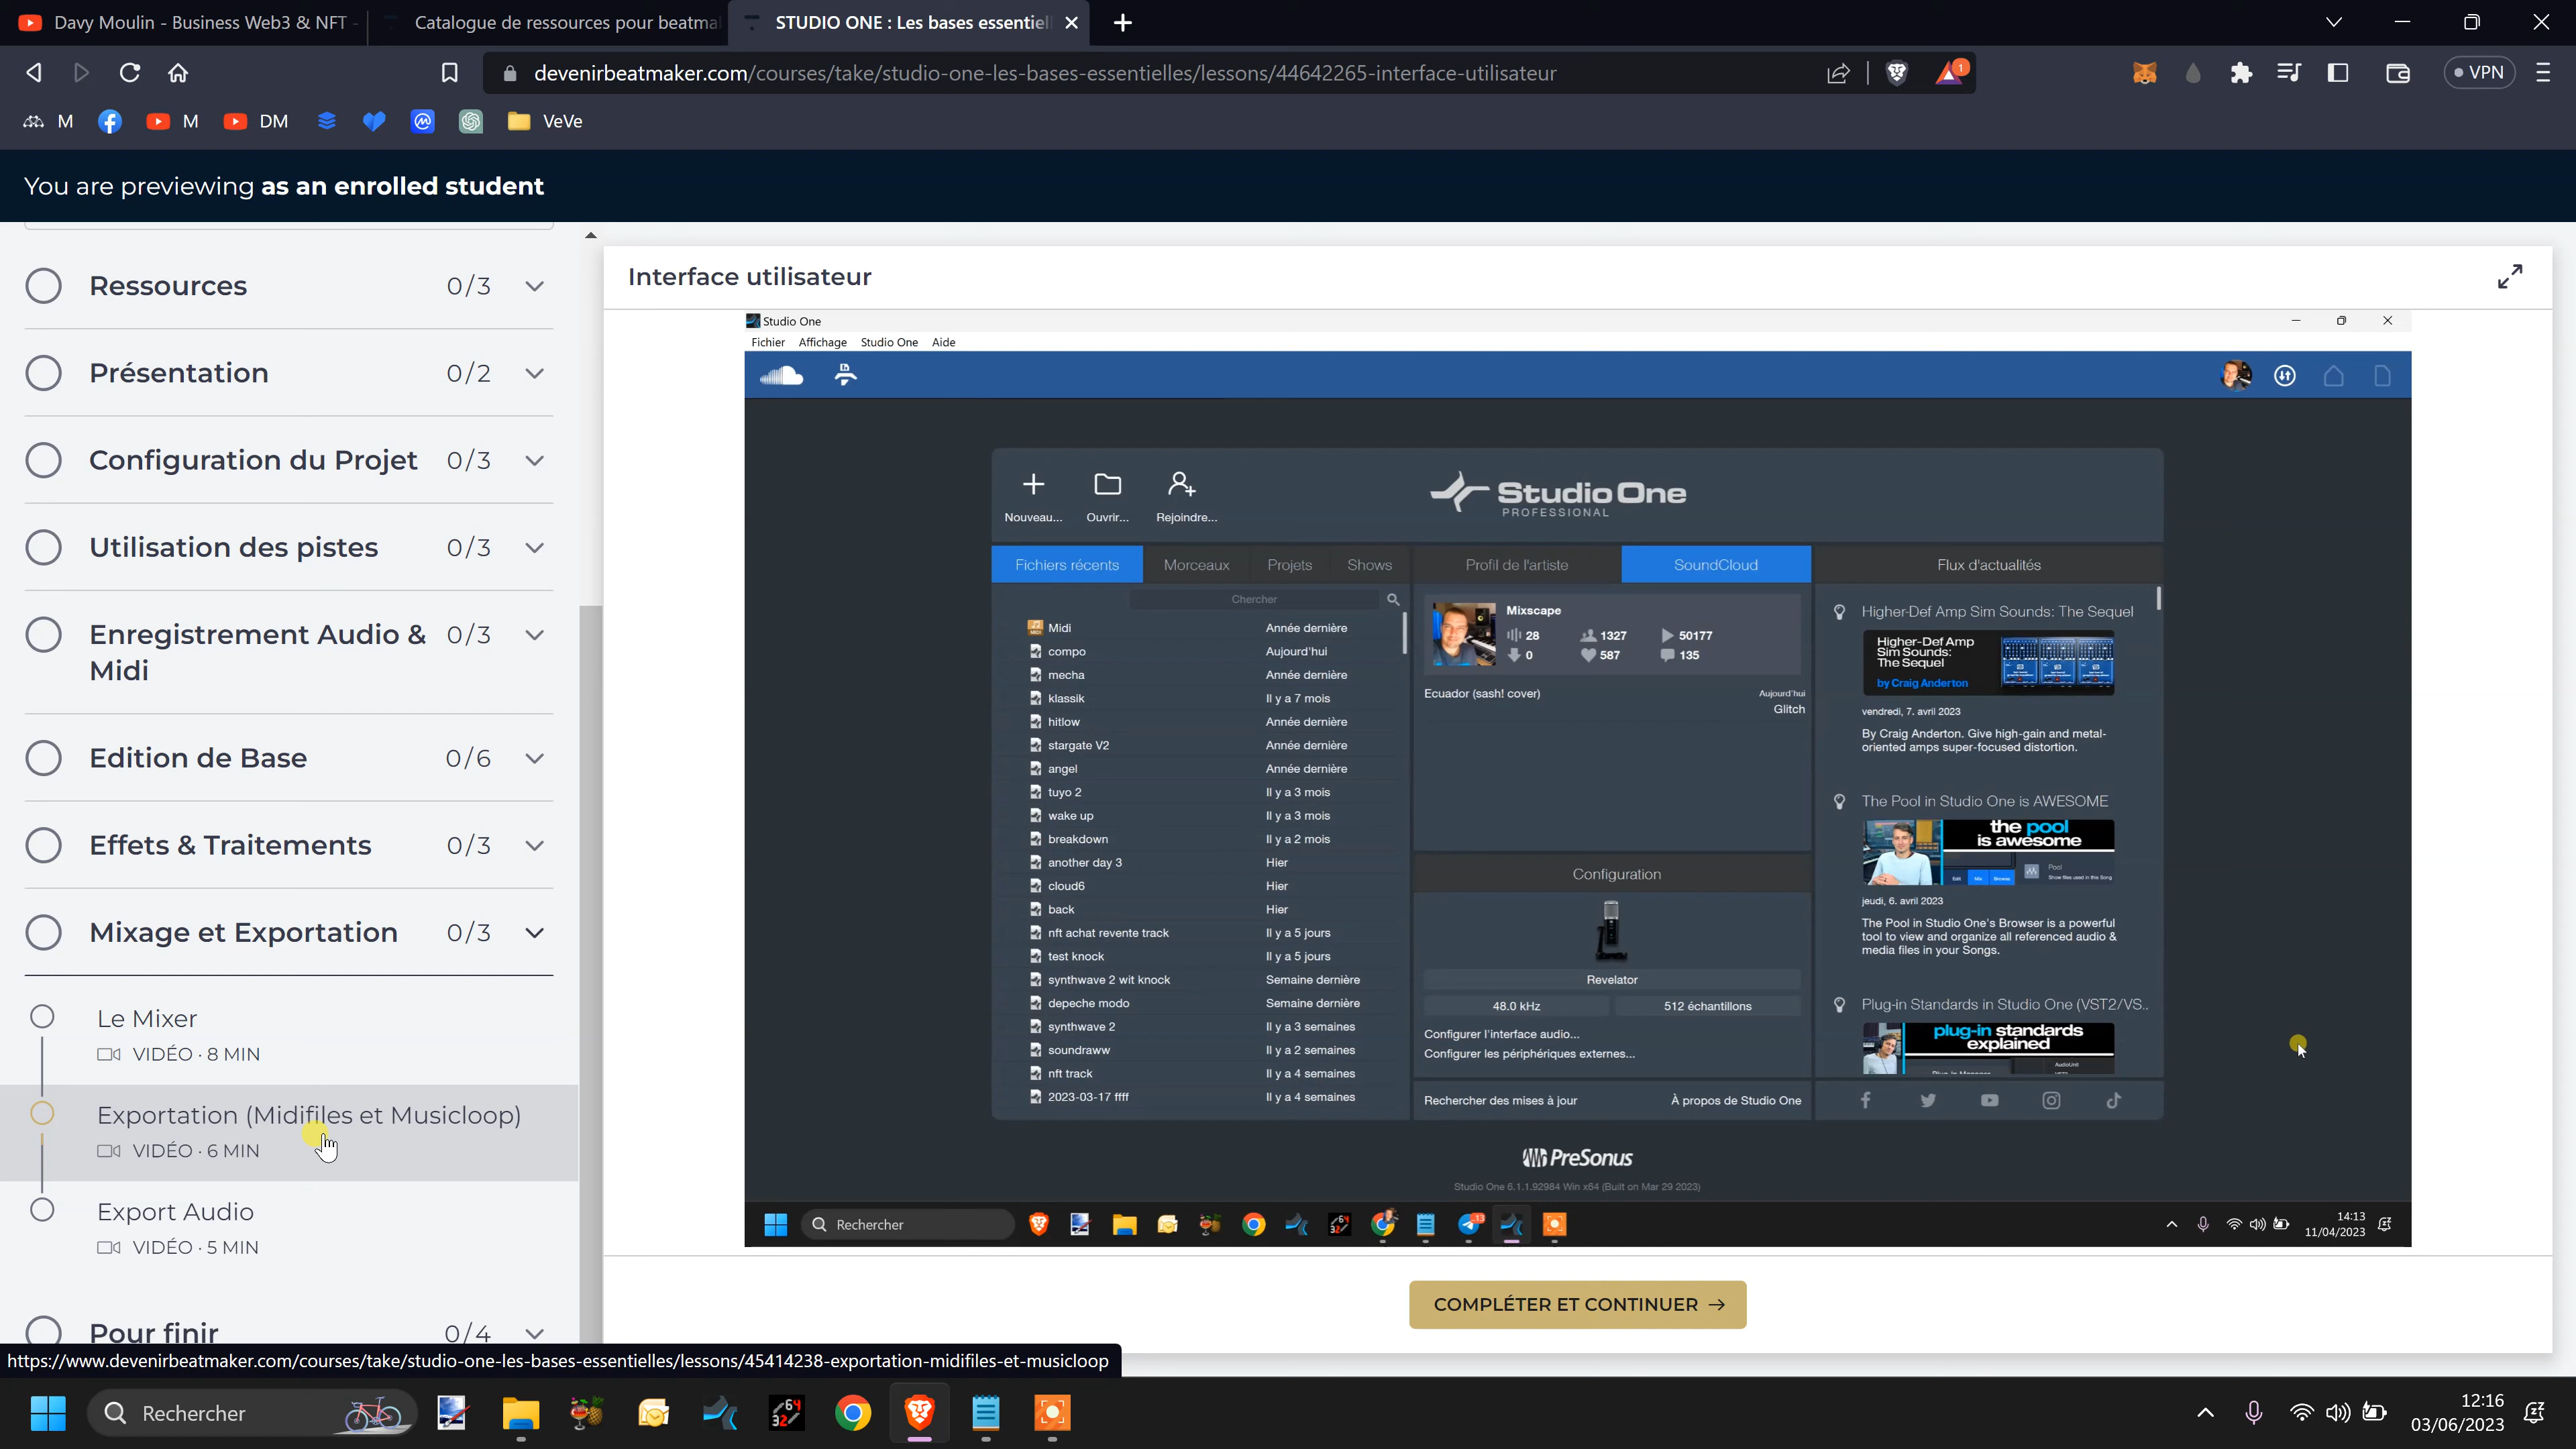 Davy Moulin - Business Web3 & NFT -
Catalogue de ressources pour beatma
STUDIO ONE : Les bases essentiel
devenirbeatmaker.com/courses/take/studio-one-les-bases-essentielles/lessons/44642265-interface-utilisateur
1
VPN
M
M
DM
VeVe
You are previewing as an enrolled student
Ressources 0/3
Présentation 0/2
Configuration du Projet 0/3
Utilisation des pistes 0/3
Enregistrement Audio & 0/3
Midi
Edition de Base 0/6
Effets & Traitements 0/3
Mixage et Exportation 0/3
Le Mixer
VIDÉO · 8 MIN
Exportation (Midifiles et Musicloop)
VIDÉO · 6 MIN
Export Audio
VIDÉO · 5 MIN
Pour finir 0/4
https://www.devenirbeatmaker.com/courses/take/studio-one-les-bases-essentielles/lessons/45414238-exportation-midifiles-et-musicloop
Interface utilisateur
Studio One
Fichier Affichage Studio One Aide
Nouveau... Ouvrir... Rejoindre...
Studio One
PROFESSIONAL
Fichiers récents Morceaux Projets Shows
Chercher
Midi Année dernière
compo Aujourd'hui
mecha Année dernière
klassik Il y a 7 mois
hitlow Année dernière
stargate V2 Année dernière
angel Année dernière
tuyo 2 Il y a 3 mois
wake up Il y a 3 mois
breakdown Il y a 2 mois
another day 3 Hier
cloud6 Hier
back Hier
nft achat revente track Il y a 5 jours
test knock Il y a 5 jours
synthwave 2 wit knock Semaine dernière
depeche modo Semaine dernière
synthwave 2 Il y a 3 semaines
soundraww Il y a 2 semaines
nft track Il y a 4 semaines
2023-03-17 ffff Il y a 4 semaines
Profil de l'artiste SoundCloud
Mixscape
28 1327 50177
0 587 135
Ecuador (sash! cover) Aujourd'hui
Glitch
Configuration
Revelator
48.0 kHz 512 échantillons
Configurer l'interface audio...
Configurer les périphériques externes...
Rechercher des mises à jour À propos de Studio One
Flux d'actualités
Higher-Def Amp Sim Sounds: The Sequel
Higher-Def Amp
Sim Sounds:
The Sequel
by Craig Anderton
vendredi, 7. avril 2023
By Craig Anderton. Give high-gain and metal-
oriented amps super-focused distortion.
The Pool in Studio One is AWESOME
the pool
is awesome
Pool
Show files used in this Song
Edit Mix Browse
jeudi, 6. avril 2023
The Pool in Studio One's Browser is a powerful
tool to view and organize all referenced audio &
media files in your Songs.
Plug-in Standards in Studio One (VST2/VS..
plug-in standards
explained
AudioUnit
PreSonus
Studio One 6.1.1.92984 Win x64 (Built on Mar 29 2023)
Rechercher
64
32
13
14:13
11/04/2023
COMPLÉTER ET CONTINUER
Rechercher
64
32
12:16
03/06/2023